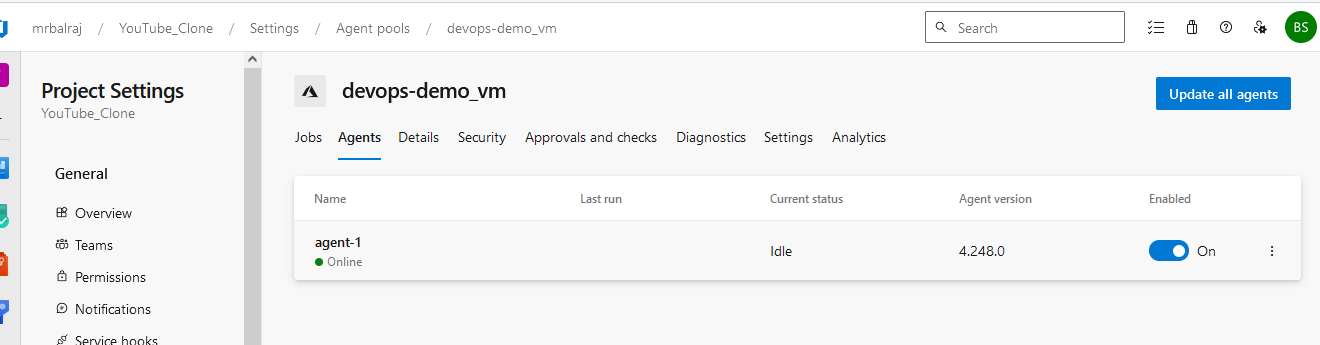 mrbalraj / YouTube_Clone / Settings / Agent pools / devops-demo_vm
Search
BS
Project Settings
YouTube_Clone
General
Overview
Teams
Permissions
Notifications
Service hooks
devops-demo_vm
Update all agents
Jobs Agents Details Security Approvals and checks Diagnostics Settings Analytics
Name Last run Current status Agent version Enabled
agent-1 Idle 4.248.0 On
Online